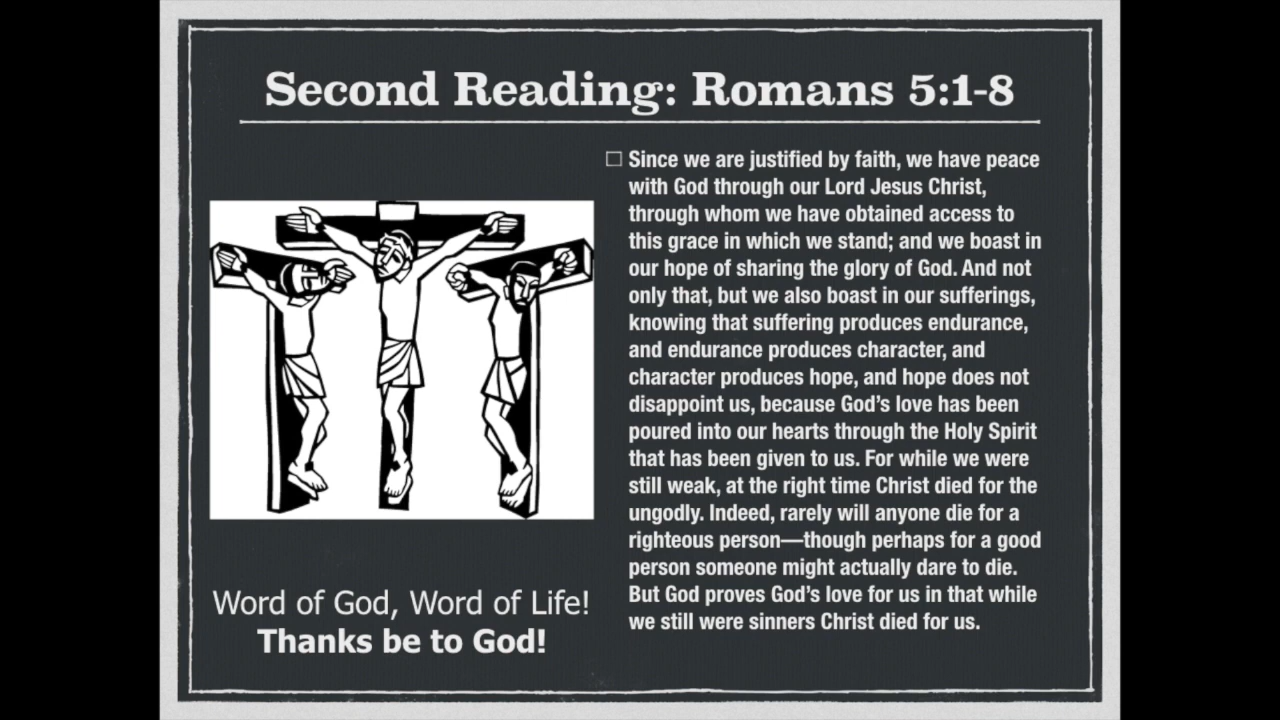 Second Reading: Romans 5:1-8
Since we are justified by faith, we have peace
with God through our Lord Jesus Christ,
through whom we have obtained access to
this grace in which we stand; and we boast in
our hope of sharing the glory of God. And not
only that, but we also boast in our sufferings,
knowing that suffering produces endurance,
and endurance produces character, and
character produces hope, and hope does not
disappoint us, because God’s love has been
poured into our hearts through the Holy Spirit
that has been given to us. For while we were
still weak, at the right time Christ died for the
ungodly. Indeed, rarely will anyone die for a
righteous person—though perhaps for a good
person someone might actually dare to die.
But God proves God’s love for us in that while
we still were sinners Christ died for us.
Word of God, Word of Life!
Thanks be to God!